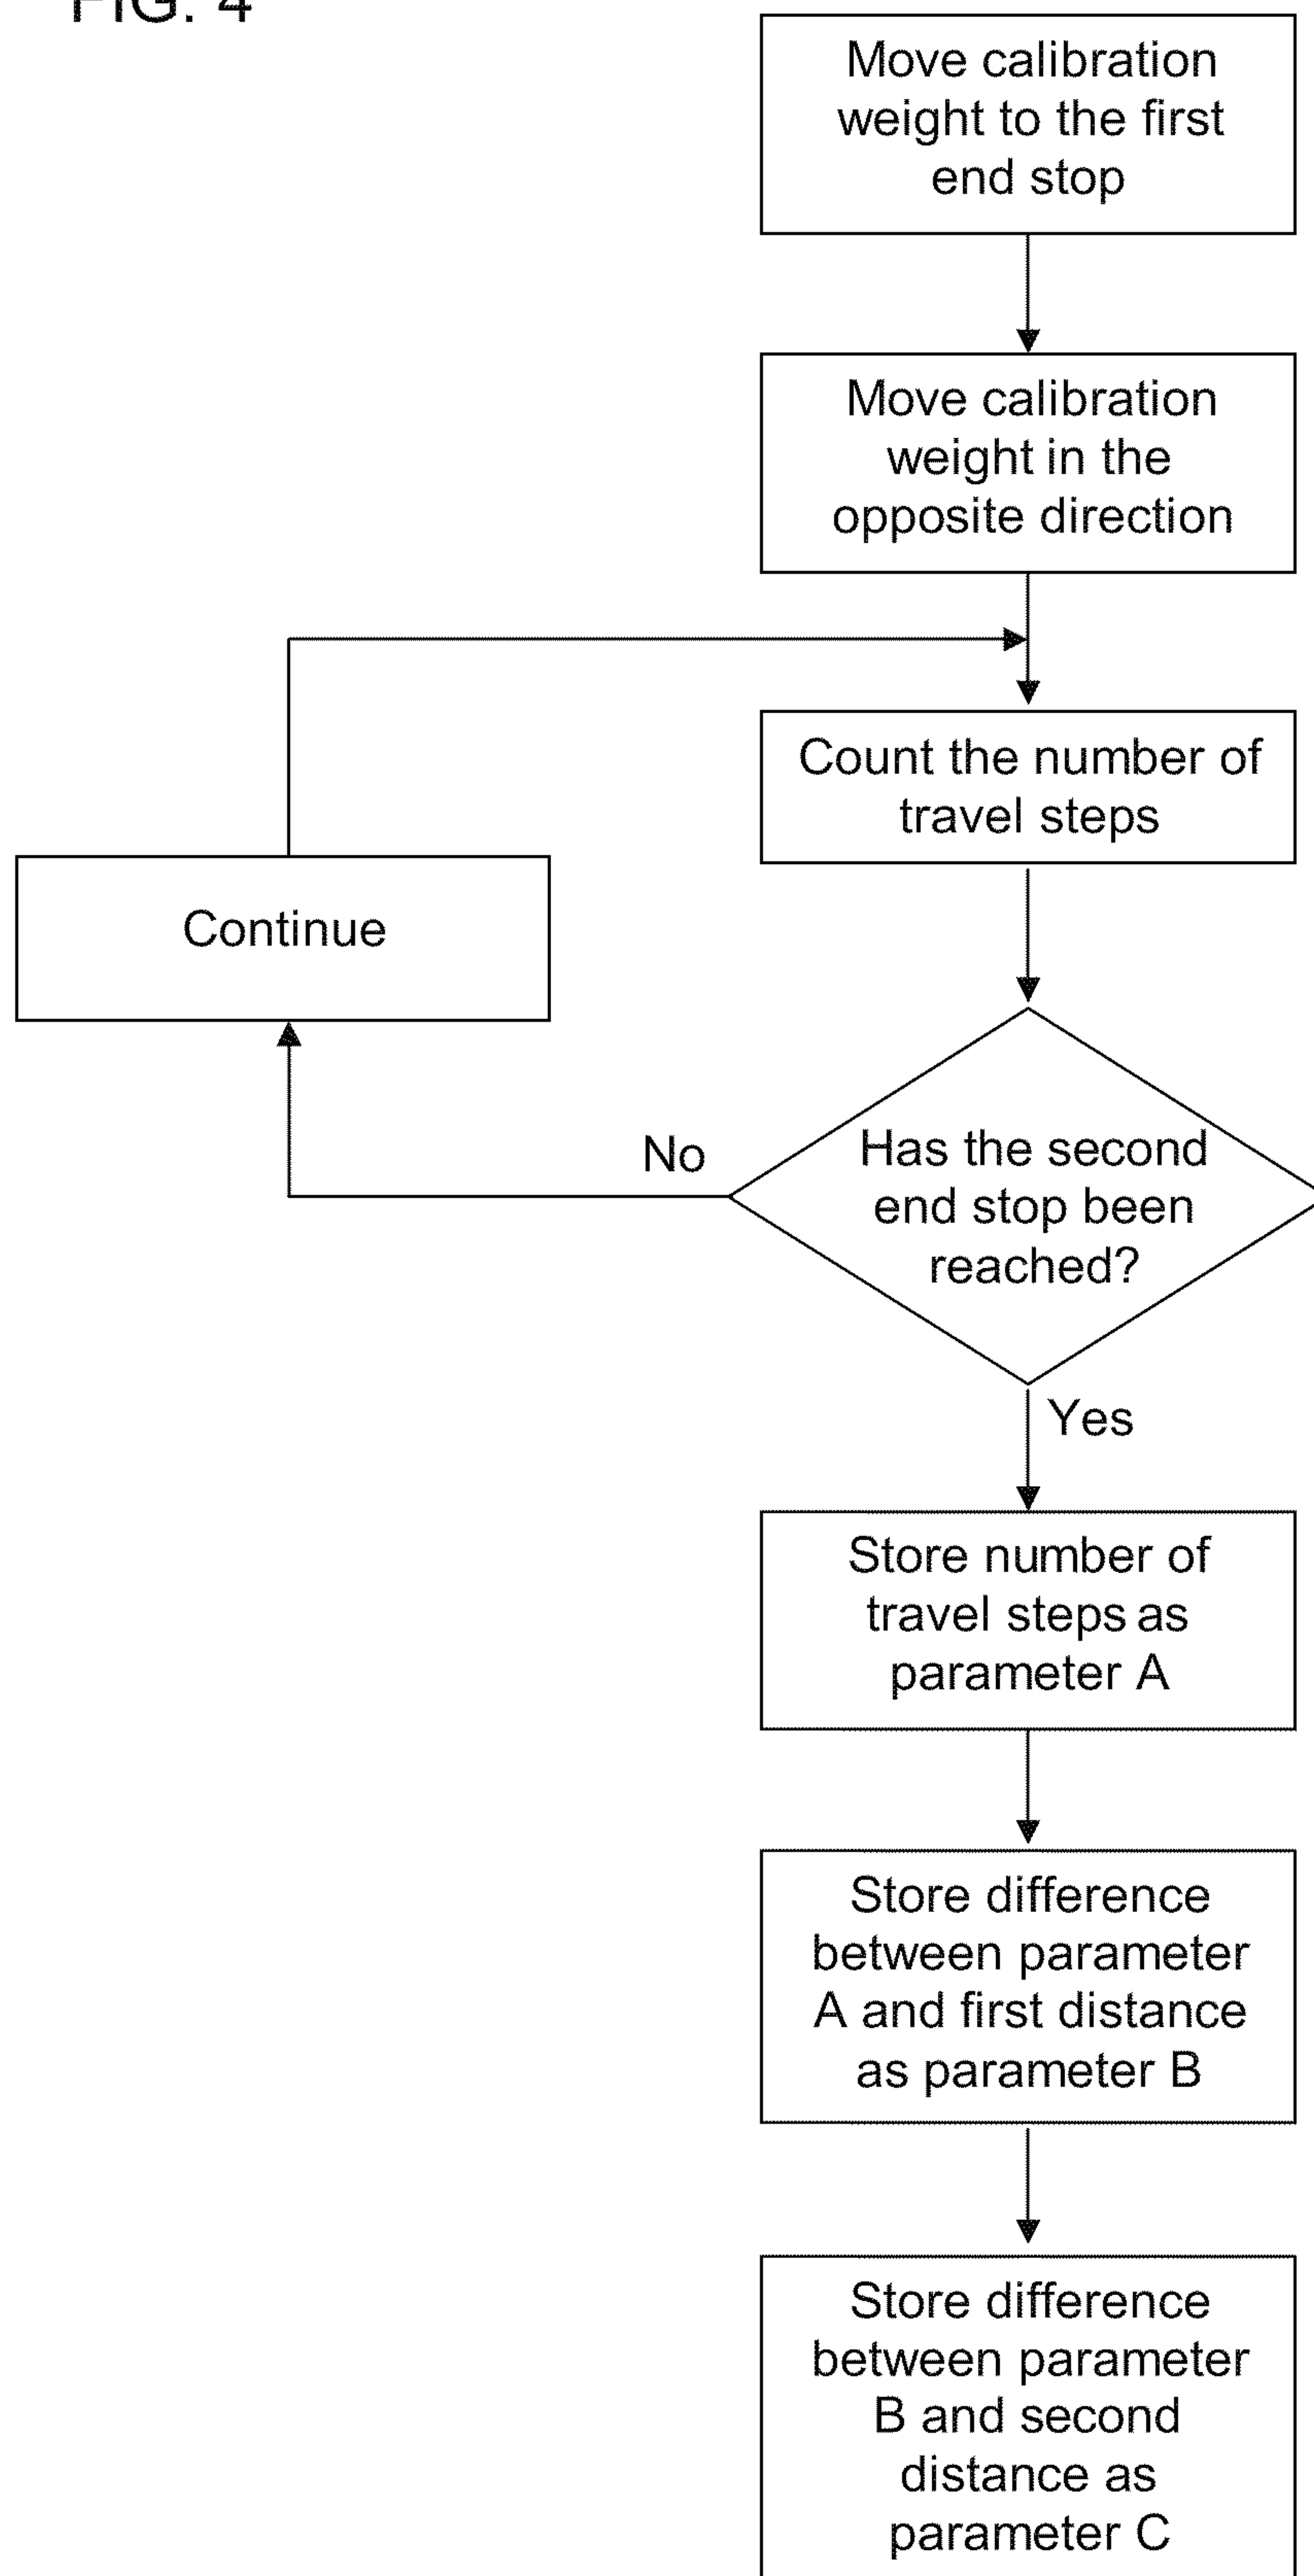 FIG. 4
Move calibration
weight to the first
end stop
Move calibration
weight in the
opposite direction
Count the number of
travel steps
Continue
No
Has the second
end stop been
reached?
Yes
Store number of
travel steps as
parameter A
Store difference
between parameter
A and first distance
as parameter B
Store difference
between parameter
B and second
distance as
parameter C